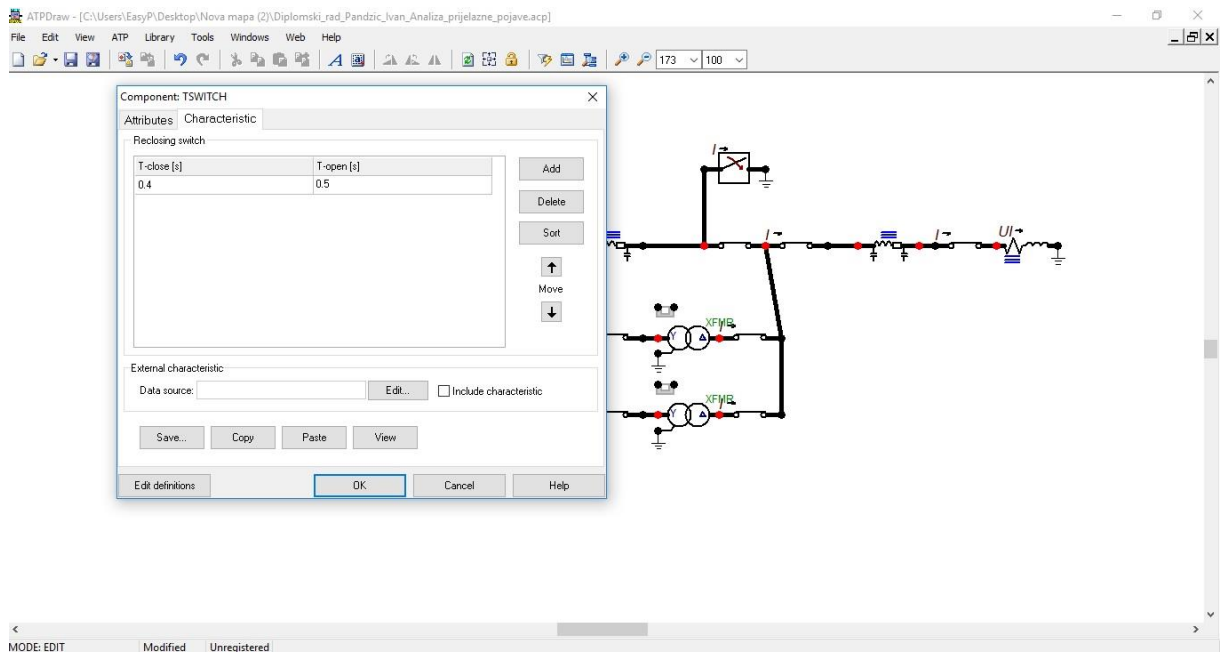 ATPDraw - [C:\Users\EasyP\Desktop\Nova mapa (2)\Diplomski_rad_Pandzic_Ivan_Analiza_prijelazne_pojave.acp]
File Edit View ATP Library Tools Windows Web Help
173 100
Component: TSWITCH
Attributes Characteristic
Reclosing switch
T-close [s] T-open [s]
0.4 0.5
Add
Delete
Sort
Move
External characteristic
Data source: Edit... Include characteristic
Save... Copy Paste View
Edit definitions OK Cancel Help
I
I I UI
XFMR
I
Y
XFMR
I
Y
MODE: EDIT Modified Unregistered